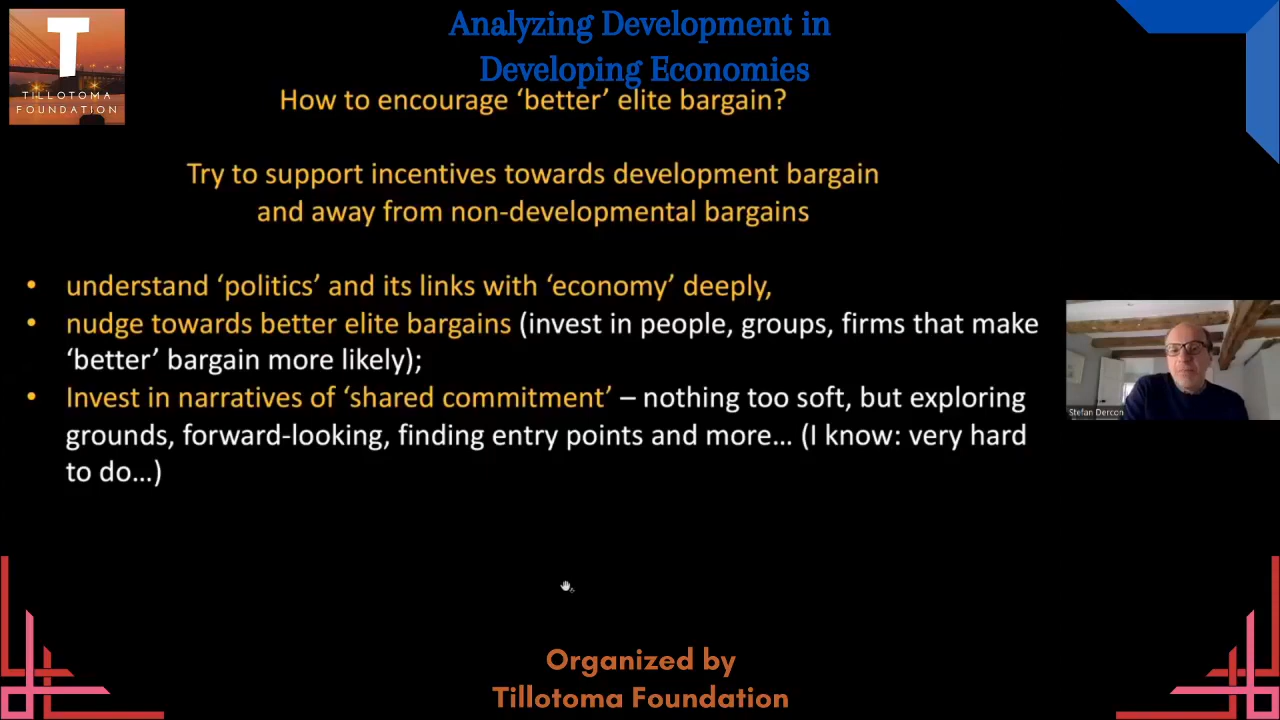 T
TILLOTOMA
FOUNDATION
Analyzing Development in
Developing Economies
How to encourage ‘better’ elite bargain?
Try to support incentives towards development bargain
and away from non-developmental bargains
• understand ‘politics’ and its links with ‘economy’ deeply,
• nudge towards better elite bargains (invest in people, groups, firms that make
‘better’ bargain more likely);
• Invest in narratives of ‘shared commitment’ – nothing too soft, but exploring
grounds, forward-looking, finding entry points and more… (I know: very hard
to do…)
Stefan Dercon
Organized by
Tillotoma Foundation